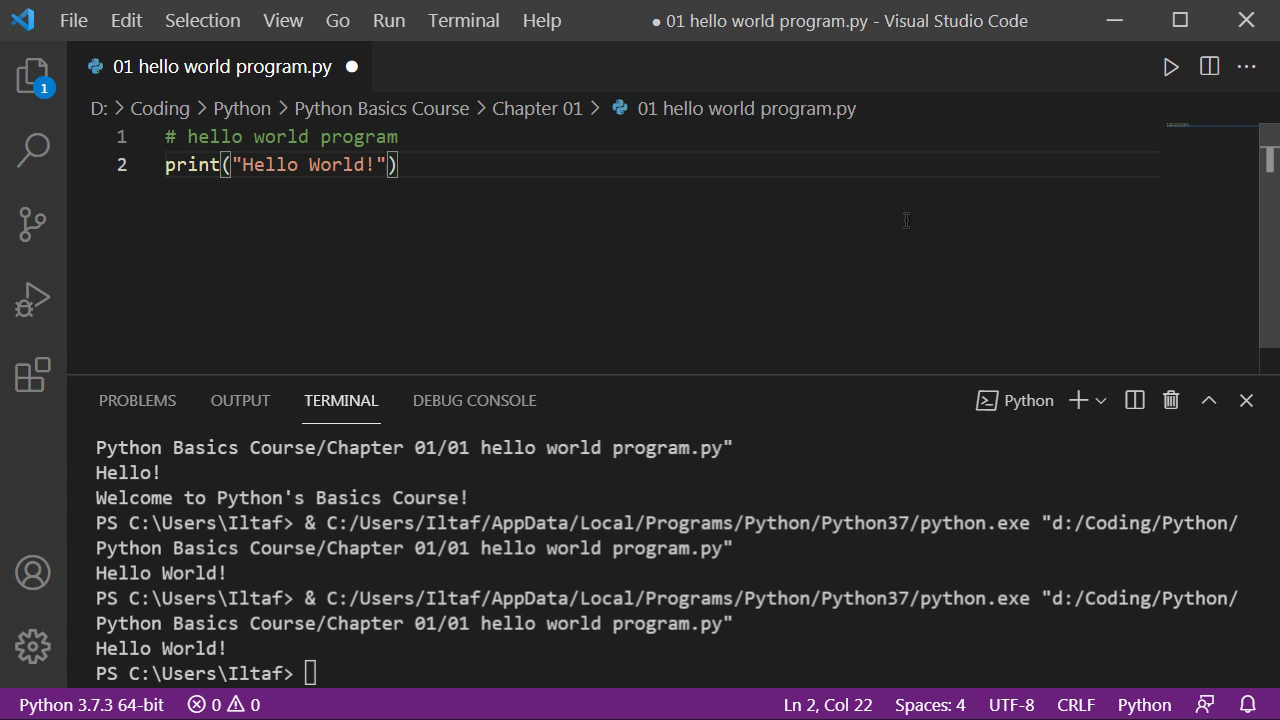 File Edit Selection View Go Run Terminal Help ● 01 hello world program.py - Visual Studio Code
01 hello world program.py ●
1
D: > Coding > Python > Python Basics Course > Chapter 01 > 01 hello world program.py
1 # hello world program
2 print("Hello World!")
PROBLEMS OUTPUT TERMINAL DEBUG CONSOLE Python
Python Basics Course/Chapter 01/01 hello world program.py"
Hello!
Welcome to Python's Basics Course!
PS C:\Users\Iltaf> & C:/Users/Iltaf/AppData/Local/Programs/Python/Python37/python.exe "d:/Coding/Python/
Python Basics Course/Chapter 01/01 hello world program.py"
Hello World!
PS C:\Users\Iltaf> & C:/Users/Iltaf/AppData/Local/Programs/Python/Python37/python.exe "d:/Coding/Python/
Python Basics Course/Chapter 01/01 hello world program.py"
Hello World!
PS C:\Users\Iltaf>
Python 3.7.3 64-bit 0 0 Ln 2, Col 22 Spaces: 4 UTF-8 CRLF Python